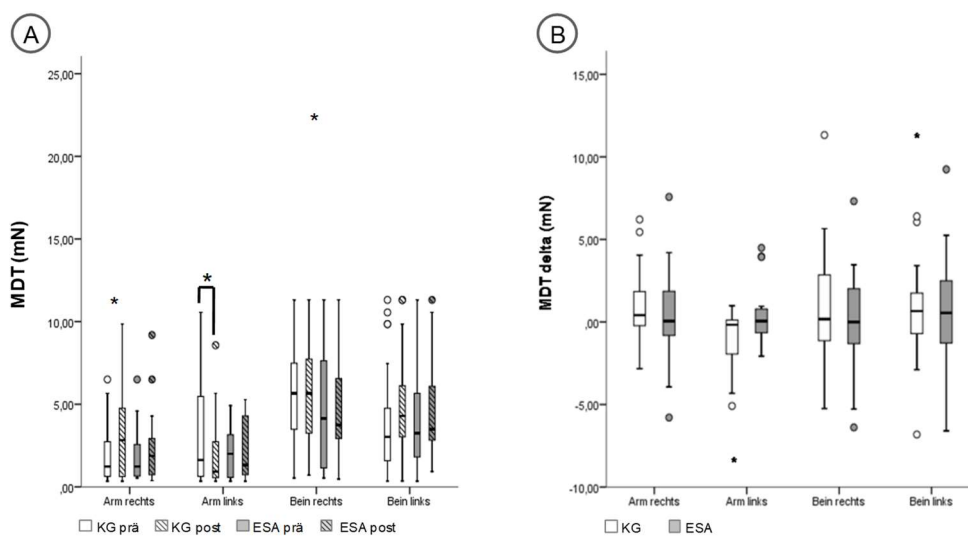 A
MDT (mN)
25,00
20,00
15,00
10,00
5,00
,00
*
*
*
Arm rechts Arm links Bein rechts Bein links
KG prä KG post ESA prä ESA post
B
MDT delta (mN)
15,00
10,00
5,00
,00
-5,00
-10,00
*
*
Arm rechts Arm links Bein rechts Bein links
KG ESA